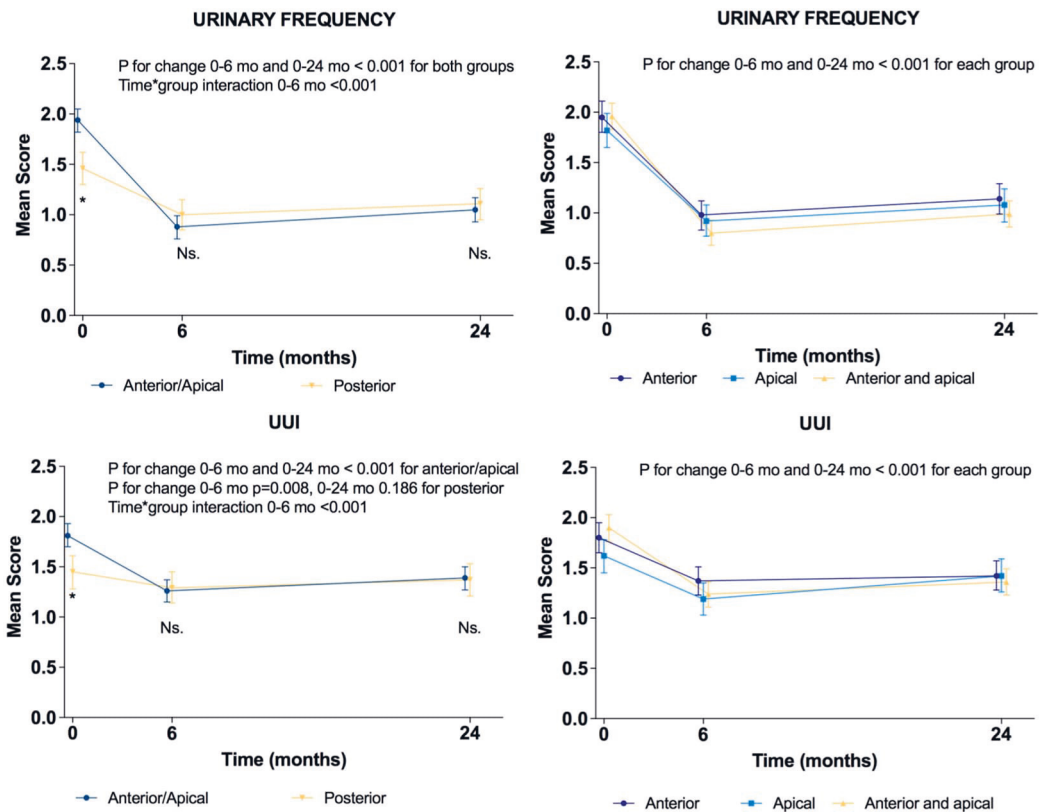 URINARY FREQUENCY
P for change 0-6 mo and 0-24 mo < 0.001 for both groups
Time*group interaction 0-6 mo <0.001
2.5
2.0
1.5
1.0
0.5
0.0
Mean Score
*
Ns.
Ns.
0 6 24
Time (months)
Anterior/Apical Posterior
URINARY FREQUENCY
P for change 0-6 mo and 0-24 mo < 0.001 for each group
2.5
2.0
1.5
1.0
0.5
0.0
Mean Score
0 6 24
Time (months)
Anterior Apical Anterior and apical
UUI
P for change 0-6 mo and 0-24 mo < 0.001 for anterior/apical
P for change 0-6 mo p=0.008, 0-24 mo 0.186 for posterior
Time*group interaction 0-6 mo <0.001
2.5
2.0
1.5
1.0
0.5
0.0
Mean Score
*
Ns.
Ns.
0 6 24
Time (months)
Anterior/Apical Posterior
UUI
P for change 0-6 mo and 0-24 mo < 0.001 for each group
2.5
2.0
1.5
1.0
0.5
0.0
Mean Score
0 6 24
Time (months)
Anterior Apical Anterior and apical